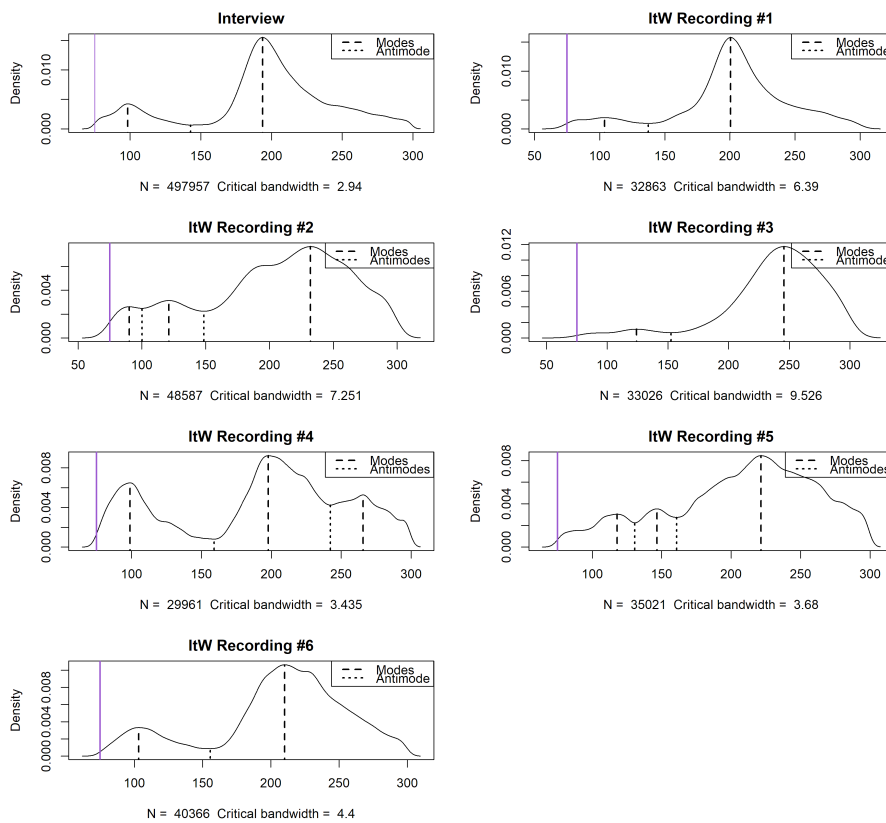 Interview
Modes
Antimode
Density
0.000
0.010
100
150
200
250
300
N = 497957 Critical bandwidth = 2.94
ItW Recording #1
Modes
Antimode
Density
0.000
0.010
50
100
150
200
250
300
N = 32863 Critical bandwidth = 6.39
ItW Recording #2
Modes
Antimodes
Density
0.000
0.004
50
100
150
200
250
300
N = 48587 Critical bandwidth = 7.251
ItW Recording #3
Modes
Antimode
Density
0.000
0.006
0.012
50
100
150
200
250
300
N = 33026 Critical bandwidth = 9.526
ItW Recording #4
Modes
Antimodes
Density
0.000
0.004
0.008
100
150
200
250
300
N = 29961 Critical bandwidth = 3.435
ItW Recording #5
Modes
Antimodes
Density
0.000
0.004
0.008
100
150
200
250
300
N = 35021 Critical bandwidth = 3.68
ItW Recording #6
Modes
Antimode
Density
0.000
0.004
0.008
100
150
200
250
300
N = 40366 Critical bandwidth = 4.4